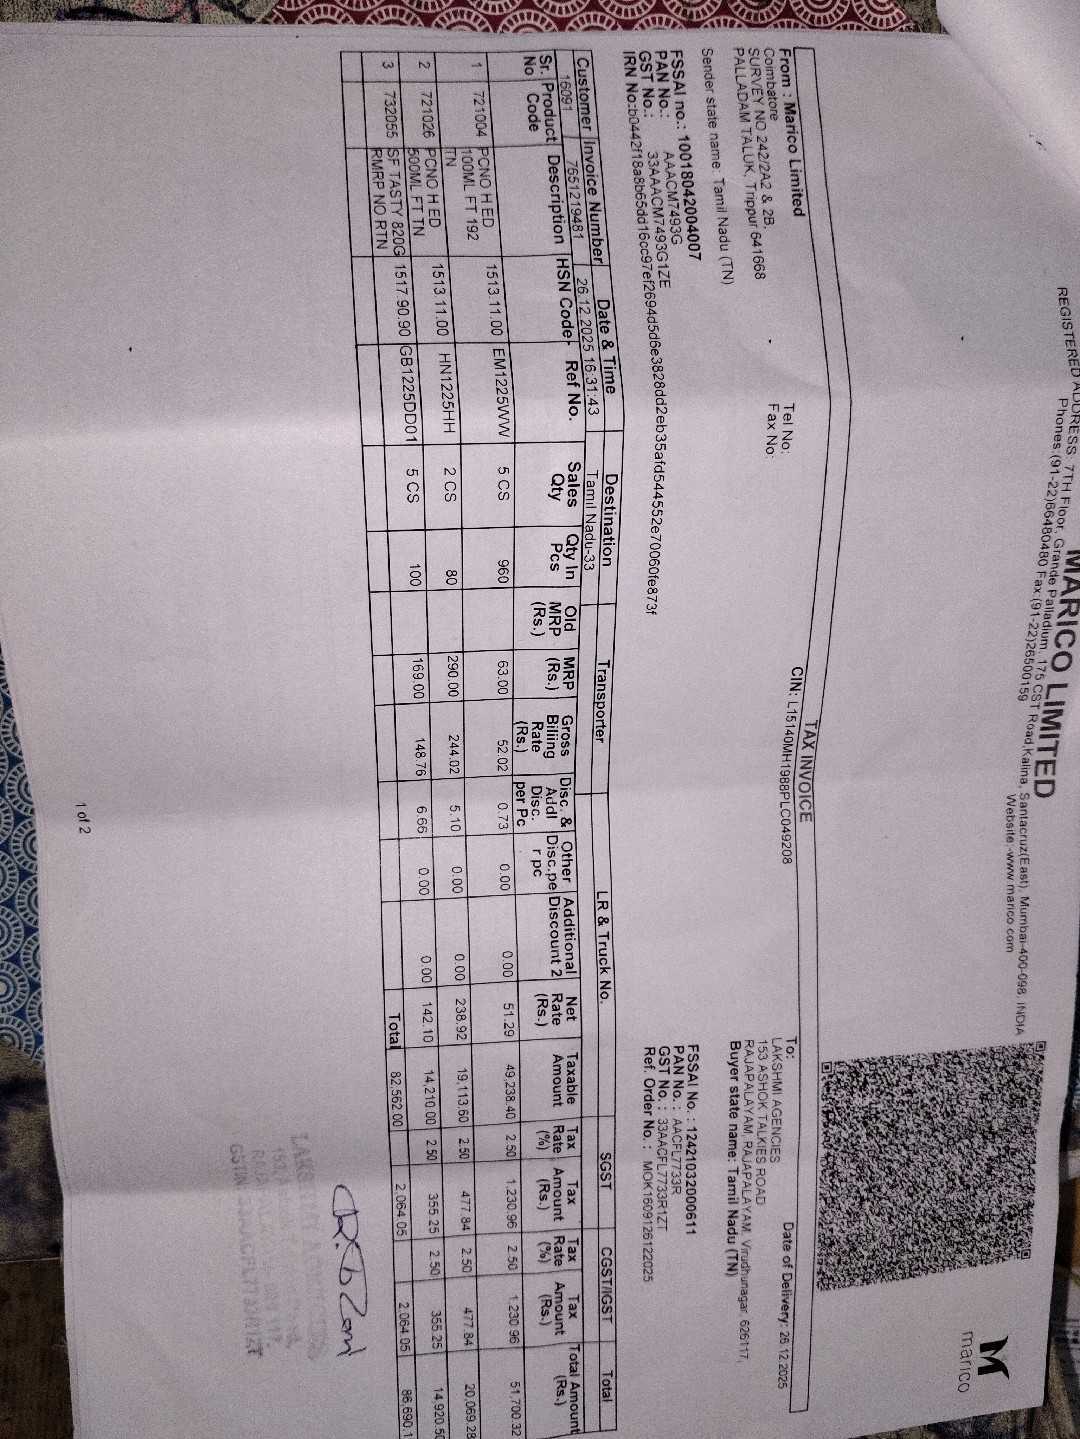 MARICO LIMITED
REGISTERED ADDRESS: 7TH Floor, Grande Palladium, 175 CST Road,Kalina, Santacruz(East), Mumbai-400-098, INDIA
Phones:(91-22)66480480 Fax:(91-22)26500159 Website:-www.marico.com
marico
TAX INVOICE
CIN: L15140MH1988PLC049208
From : Marico Limited
Coimbatore
SURVEY NO 242/2A2 & 2B,
PALLADAM TALUK, Trippur 641668
Tel No:
Fax No:
Sender state name: Tamil Nadu (TN)
FSSAI no.: 10018042004007
PAN No.: AAACM7493G
GST No.: 33AAACM7493G1ZE
IRN No:b0442f18a8b65dd16cc97ef2694d5d6e3828dd2eb35afd544552e70060fe873f
To: Date of Delivery: 26.12.2025
LAKSHMI AGENCIES
153 ASHOK TALKIES ROAD
RAJAPALAYAM, RAJAPALAYAM, Virudhunagar, 626117,
Buyer state name: Tamil Nadu (TN)
FSSAI No. : 12421032000611
PAN No. : AACFL7733R
GST No. : 33AACFL7733R1ZT
Ref. Order No. : MOK1609126122025
Customer Invoice Number Date & Time Destination Transporter LR & Truck No. SGST CGST/IGST Total
16091 7651219481 26.12.2025 16:31:43 Tamil Nadu-33
Sr. No Product Code Description HSN Code Ref No. Sales Qty Qty In Pcs Old MRP (Rs.) MRP (Rs.) Gross Billing Rate (Rs.) Disc. & Addl Disc. per Pc Other Disc.pe r pc Additional Discount 2 Net Rate (Rs.) Taxable Amount Tax Rate (%) Tax Amount (Rs.) Tax Rate (%) Tax Amount (Rs.) Total Amount (Rs.)
1 721004 PCNO H ED 100ML FT 192 TN 1513.11.00 EM1225WW 5 CS 960 63.00 52.02 0.73 0.00 0.00 51.29 49,238.40 2.50 1,230.96 2.50 1,230.96 51,700.32
2 721026 PCNO H ED 500ML FT TN 1513.11.00 HN1225HH 2 CS 80 290.00 244.02 5.10 0.00 0.00 238.92 19,113.60 2.50 477.84 2.50 477.84 20,069.28
3 732055 SF TASTY 820G RMRP NO RTN 1517.90.90 GB1225DD01 5 CS 100 169.00 148.76 6.66 0.00 0.00 142.10 14,210.00 2.50 355.25 2.50 355.25 14,920.50
Total 82,562.00 2,064.05 2,064.05 86,690.1
1 of 2